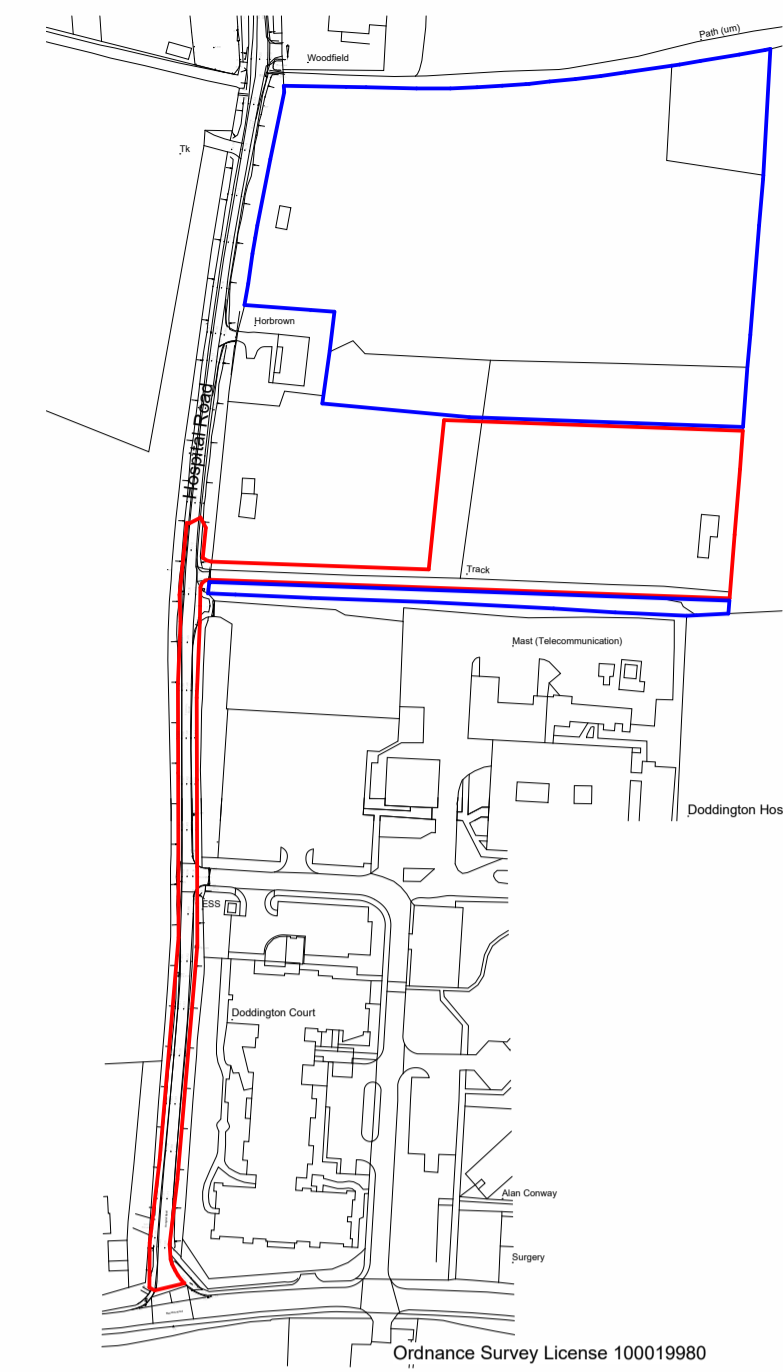 Path (um)
Woodfield
Tk
Horbrown
Hospital Road
Track
Mast (Telecommunication)
Doddington Hos
ESS
Doddington Court
Alan Conway
Surgery
Ordnance Survey License 100019980